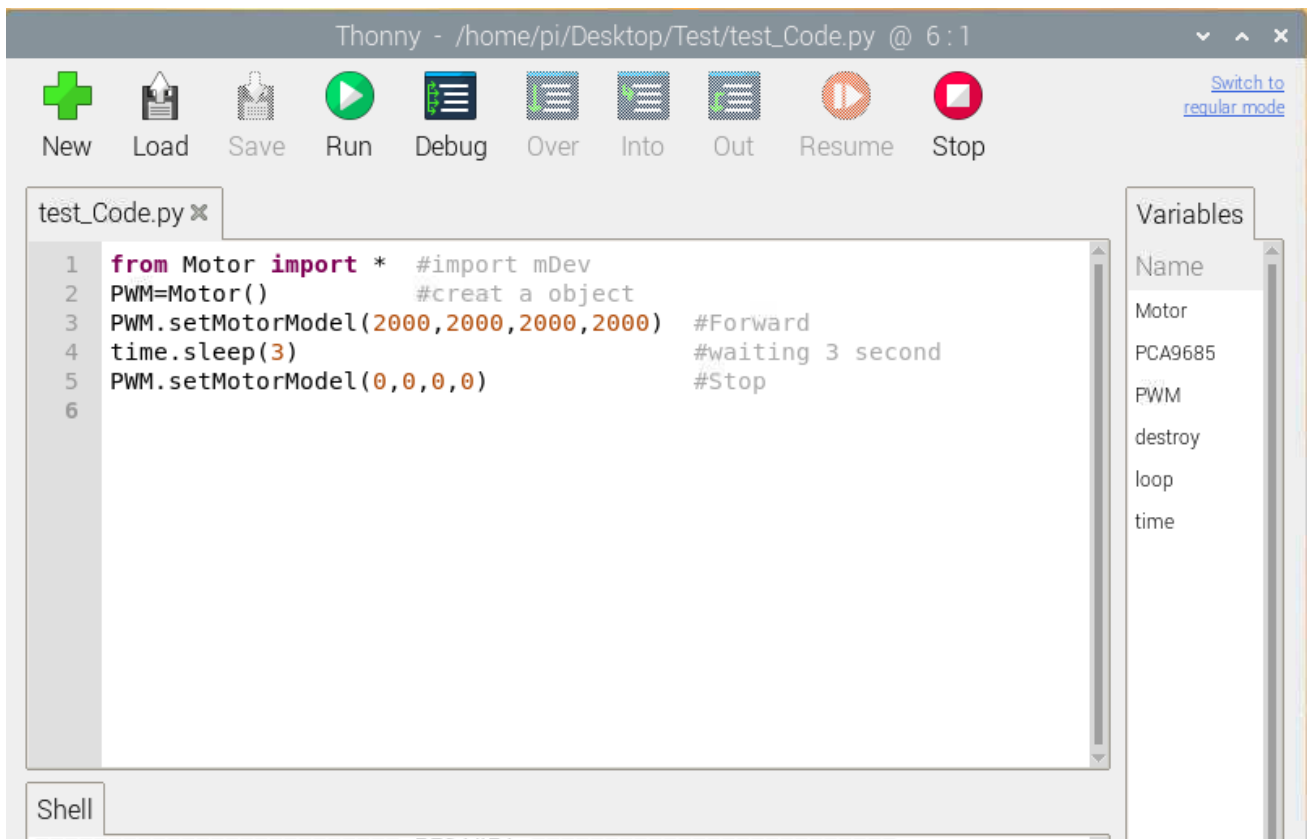 Thonny - /home/pi/Desktop/Test/test_Code.py @ 6 : 1
Switch to
regular mode
New Load Save Run Debug Over Into Out Resume Stop
test_Code.py
Variables
Name
1 from Motor import * #import mDev
2 PWM=Motor() #creat a object
3 PWM.setMotorModel(2000,2000,2000,2000) #Forward
4 time.sleep(3) #waiting 3 second
5 PWM.setMotorModel(0,0,0,0) #Stop
6
Motor
PCA9685
PWM
destroy
loop
time
Shell